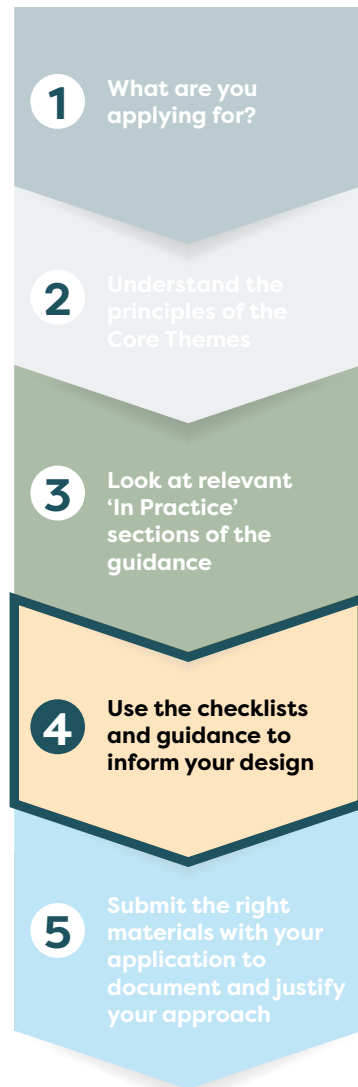 1
What are you
applying for?
2
Understand the
principles of the
Core Themes
3
Look at relevant
‘In Practice’
sections of the
guidance
4
Use the checklists
and guidance to
inform your design
5
Submit the right
materials with your
application to
document and justify
your approach